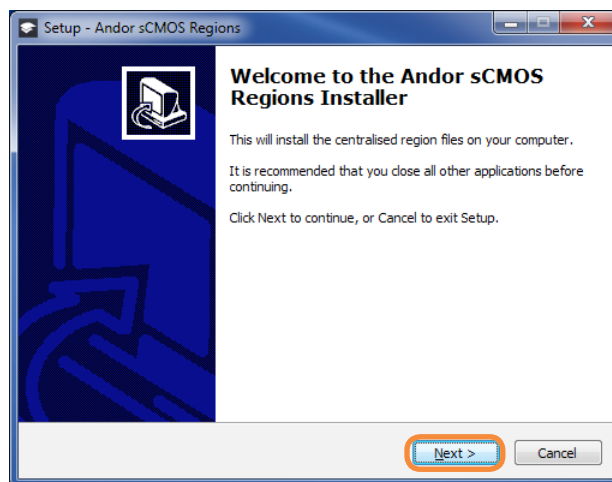 Setup - Andor sCMOS Regions
Welcome to the Andor sCMOS
Regions Installer
This will install the centralised region files on your computer.
It is recommended that you close all other applications before
continuing.
Click Next to continue, or Cancel to exit Setup.
Next >
Cancel